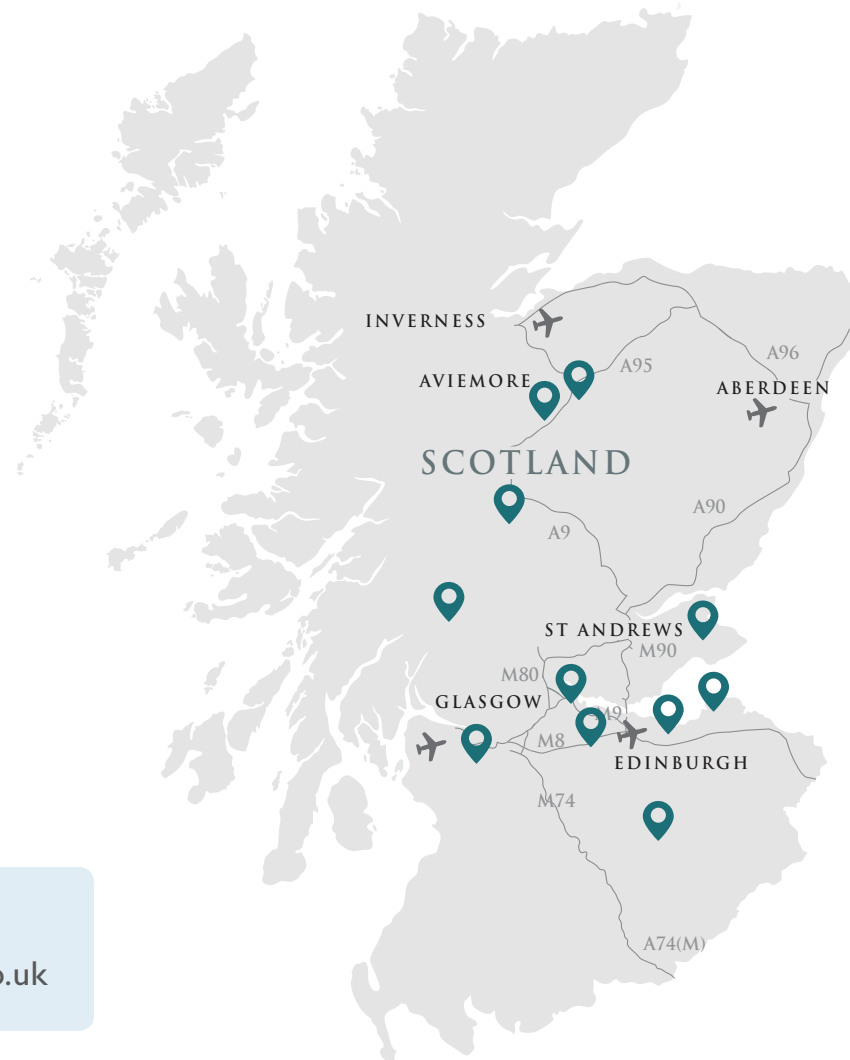 INVERNESS
A96
A95
AVIEMORE
ABERDEEN
SCOTLAND
A90
A9
ST ANDREWS
M90
M80
GLASGOW
M9
M8
EDINBURGH
M74
A74(M)
.uk